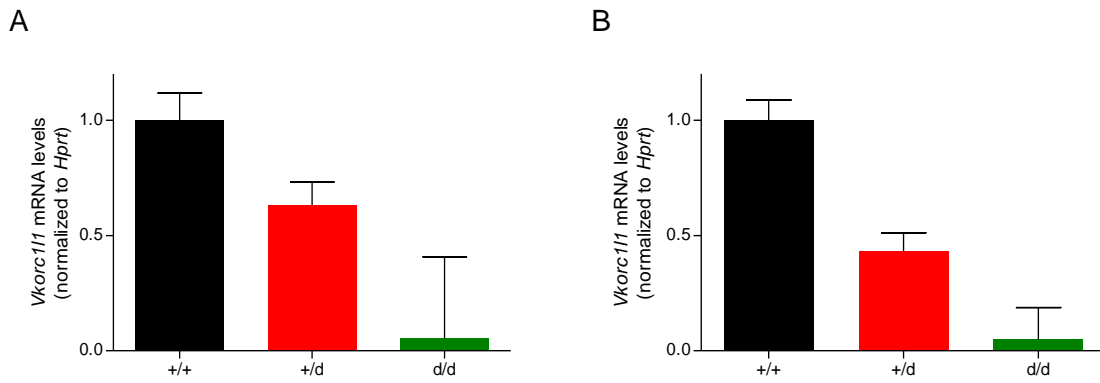 A
Vkorc1l1 mRNA levels
(normalized to Hprt)
1.0
0.5
0.0
+/+
+/d
d/d
B
Vkorc1l1 mRNA levels
(normalized to Hprt)
1.0
0.5
0.0
+/+
+/d
d/d